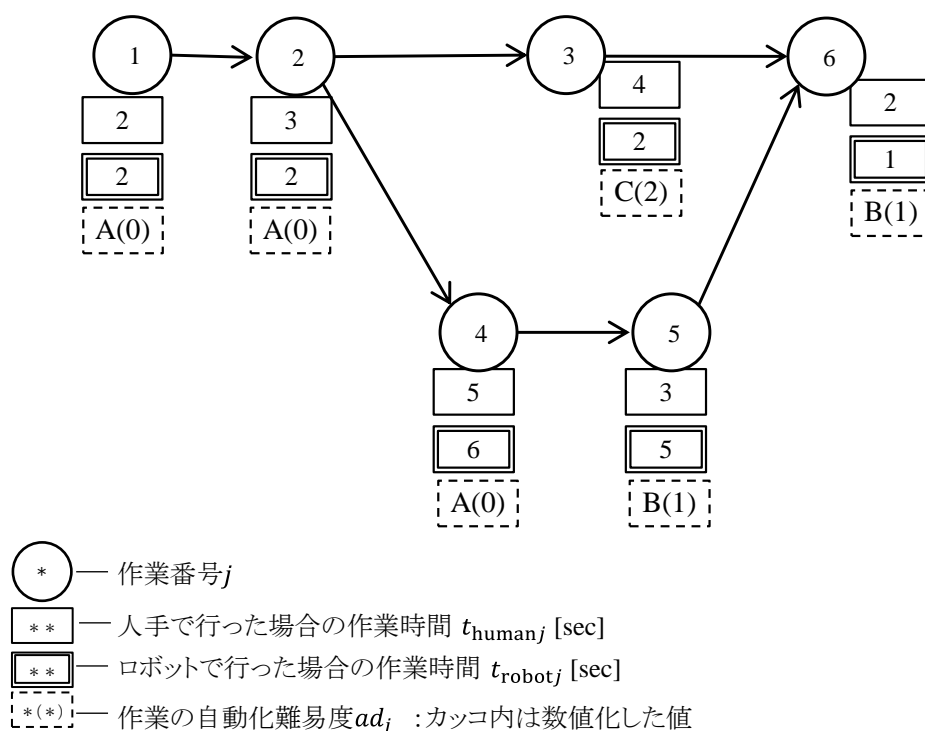 1
2
3
6
2
3
4
2
2
2
2
1
A(0)
A(0)
C(2)
B(1)
4
5
5
3
6
5
A(0)
B(1)
* 作業番号j
** 人手で行った場合の作業時間 t_humanj [sec]
** ロボットで行った場合の作業時間 t_robotj [sec]
*(*) 作業の自動化難易度ad_j :カッコ内は数値化した値